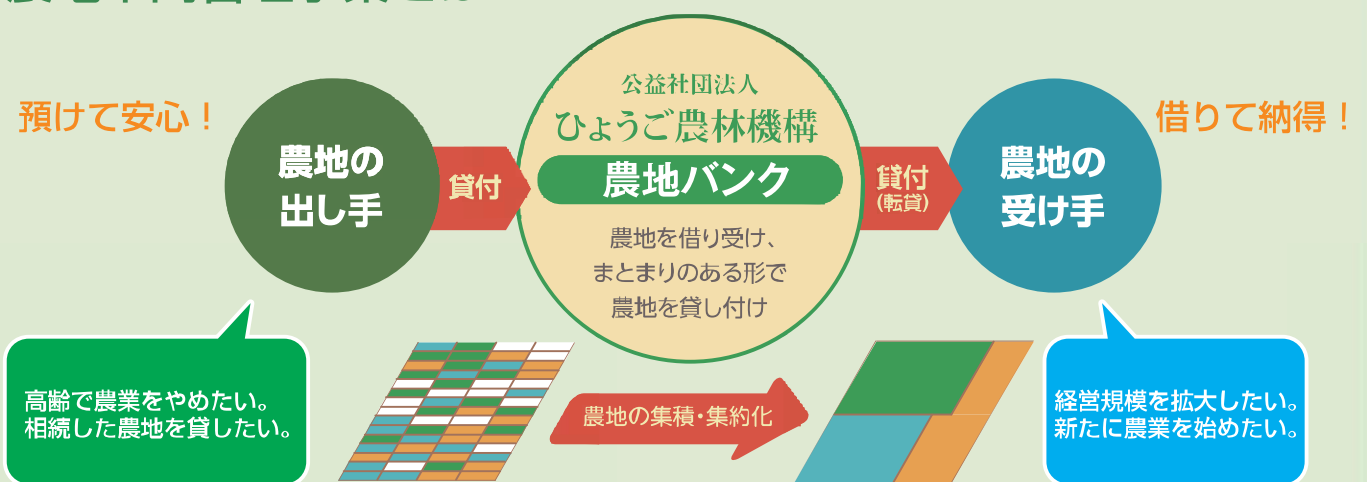 預けて安心！
農地の
出し手
貸付
公益社団法人
ひょうご農林機構
農地バンク
農地を借り受け、
まとまりのある形で
農地を貸し付け
貸付
(転貸)
農地の
受け手
借りて納得！
高齢で農業をやめたい。
相続した農地を貸したい。
農地の集積・集約化
経営規模を拡大したい。
新たに農業を始めたい。